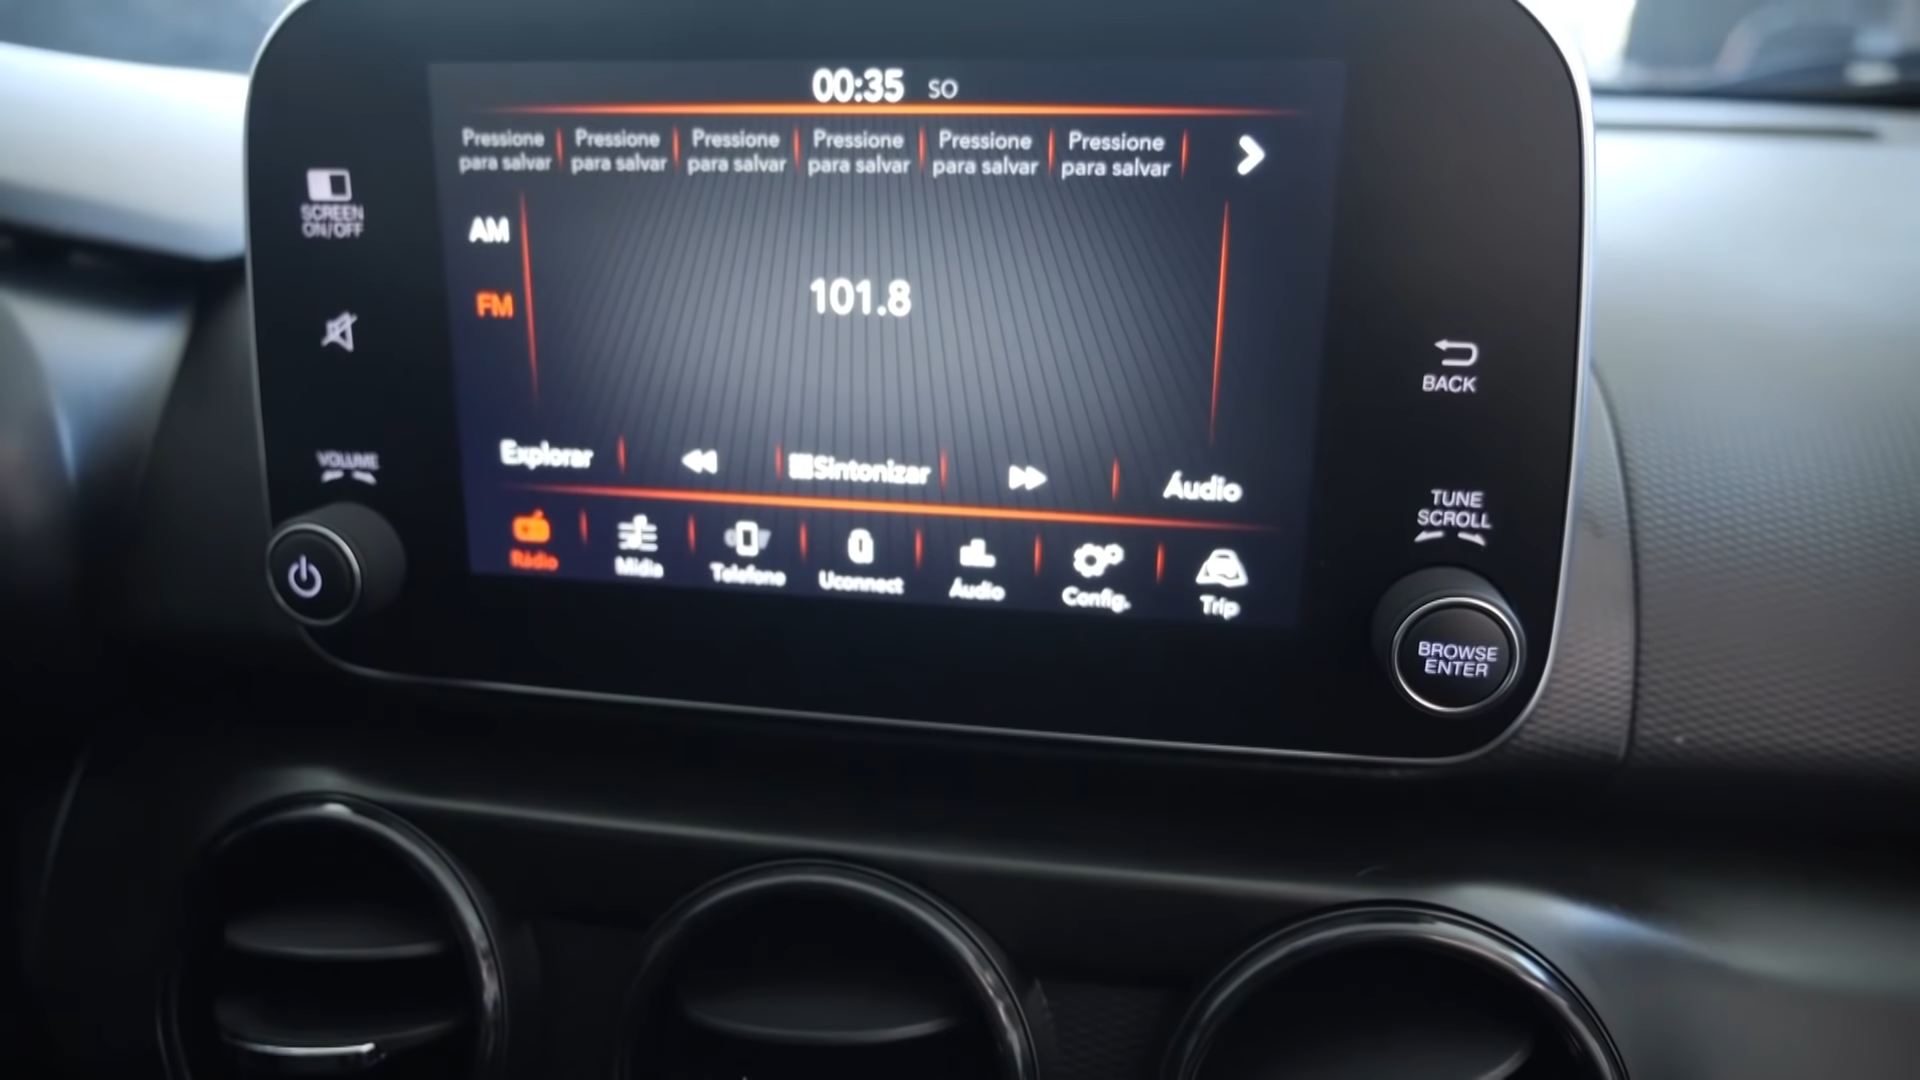 00:35 SO
Pressione para salvar
Pressione para salvar
Pressione para salvar
Pressione para salvar
Pressione para salvar
Pressione para salvar
SCREEN
ON/OFF
AM
FM
101.8
BACK
VOLUME
Explorar Sintonizar Áudio
TUNE
SCROLL
Rádio Mídia Telefone Uconnect Áudio Config. Trip
BROWSE
ENTER